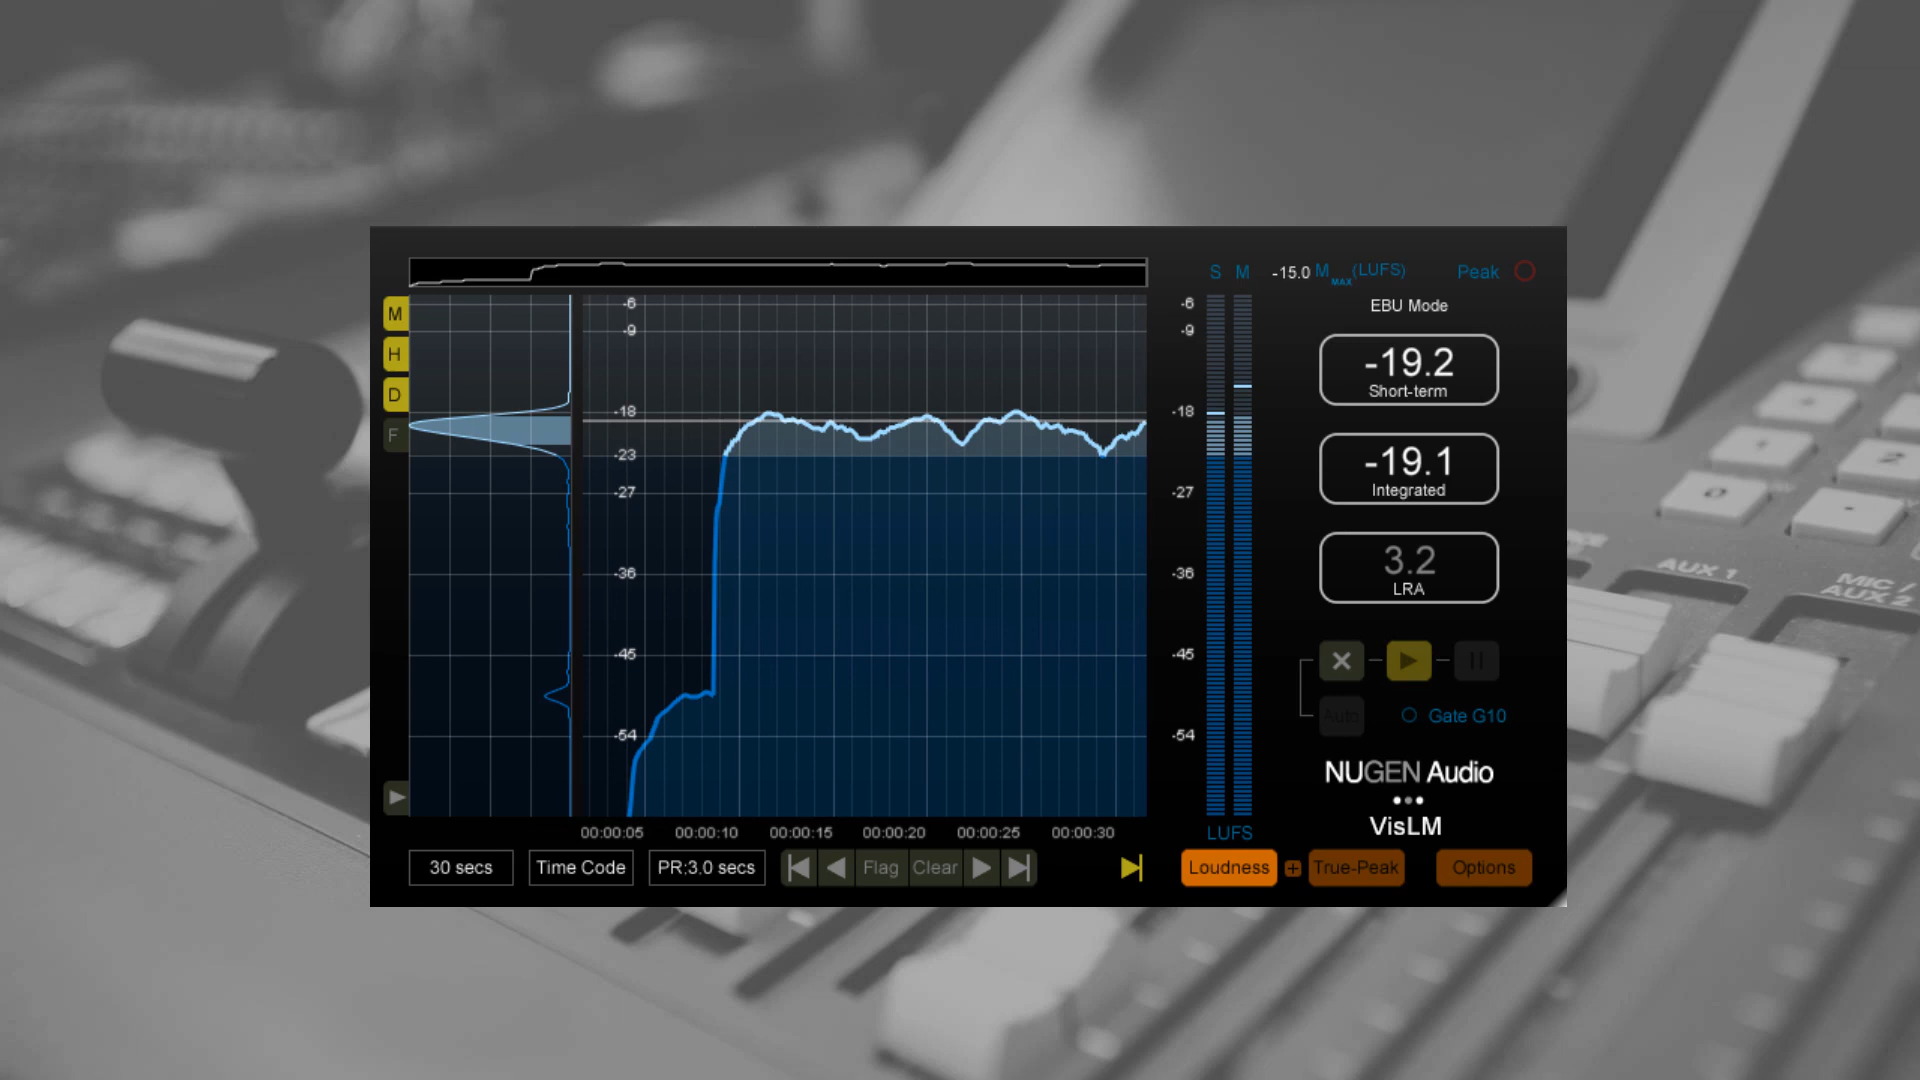 S M -15.0 M MAX (LUFS) Peak
EBU Mode
M
H
D
F
-6
-9
-18
-23
-27
-36
-45
-54
-6
-9
-18
-27
-36
-45
-54
-19.2
Short-term
-19.1
Integrated
3.2
LRA
Auto
Gate G10
NUGEN Audio
VisLM
00:00:05 00:00:10 00:00:15 00:00:20 00:00:25 00:00:30
LUFS
30 secs Time Code PR:3.0 secs Flag Clear Loudness + True-Peak Options
1
2
0
AUX 1
MIC /
AUX 2